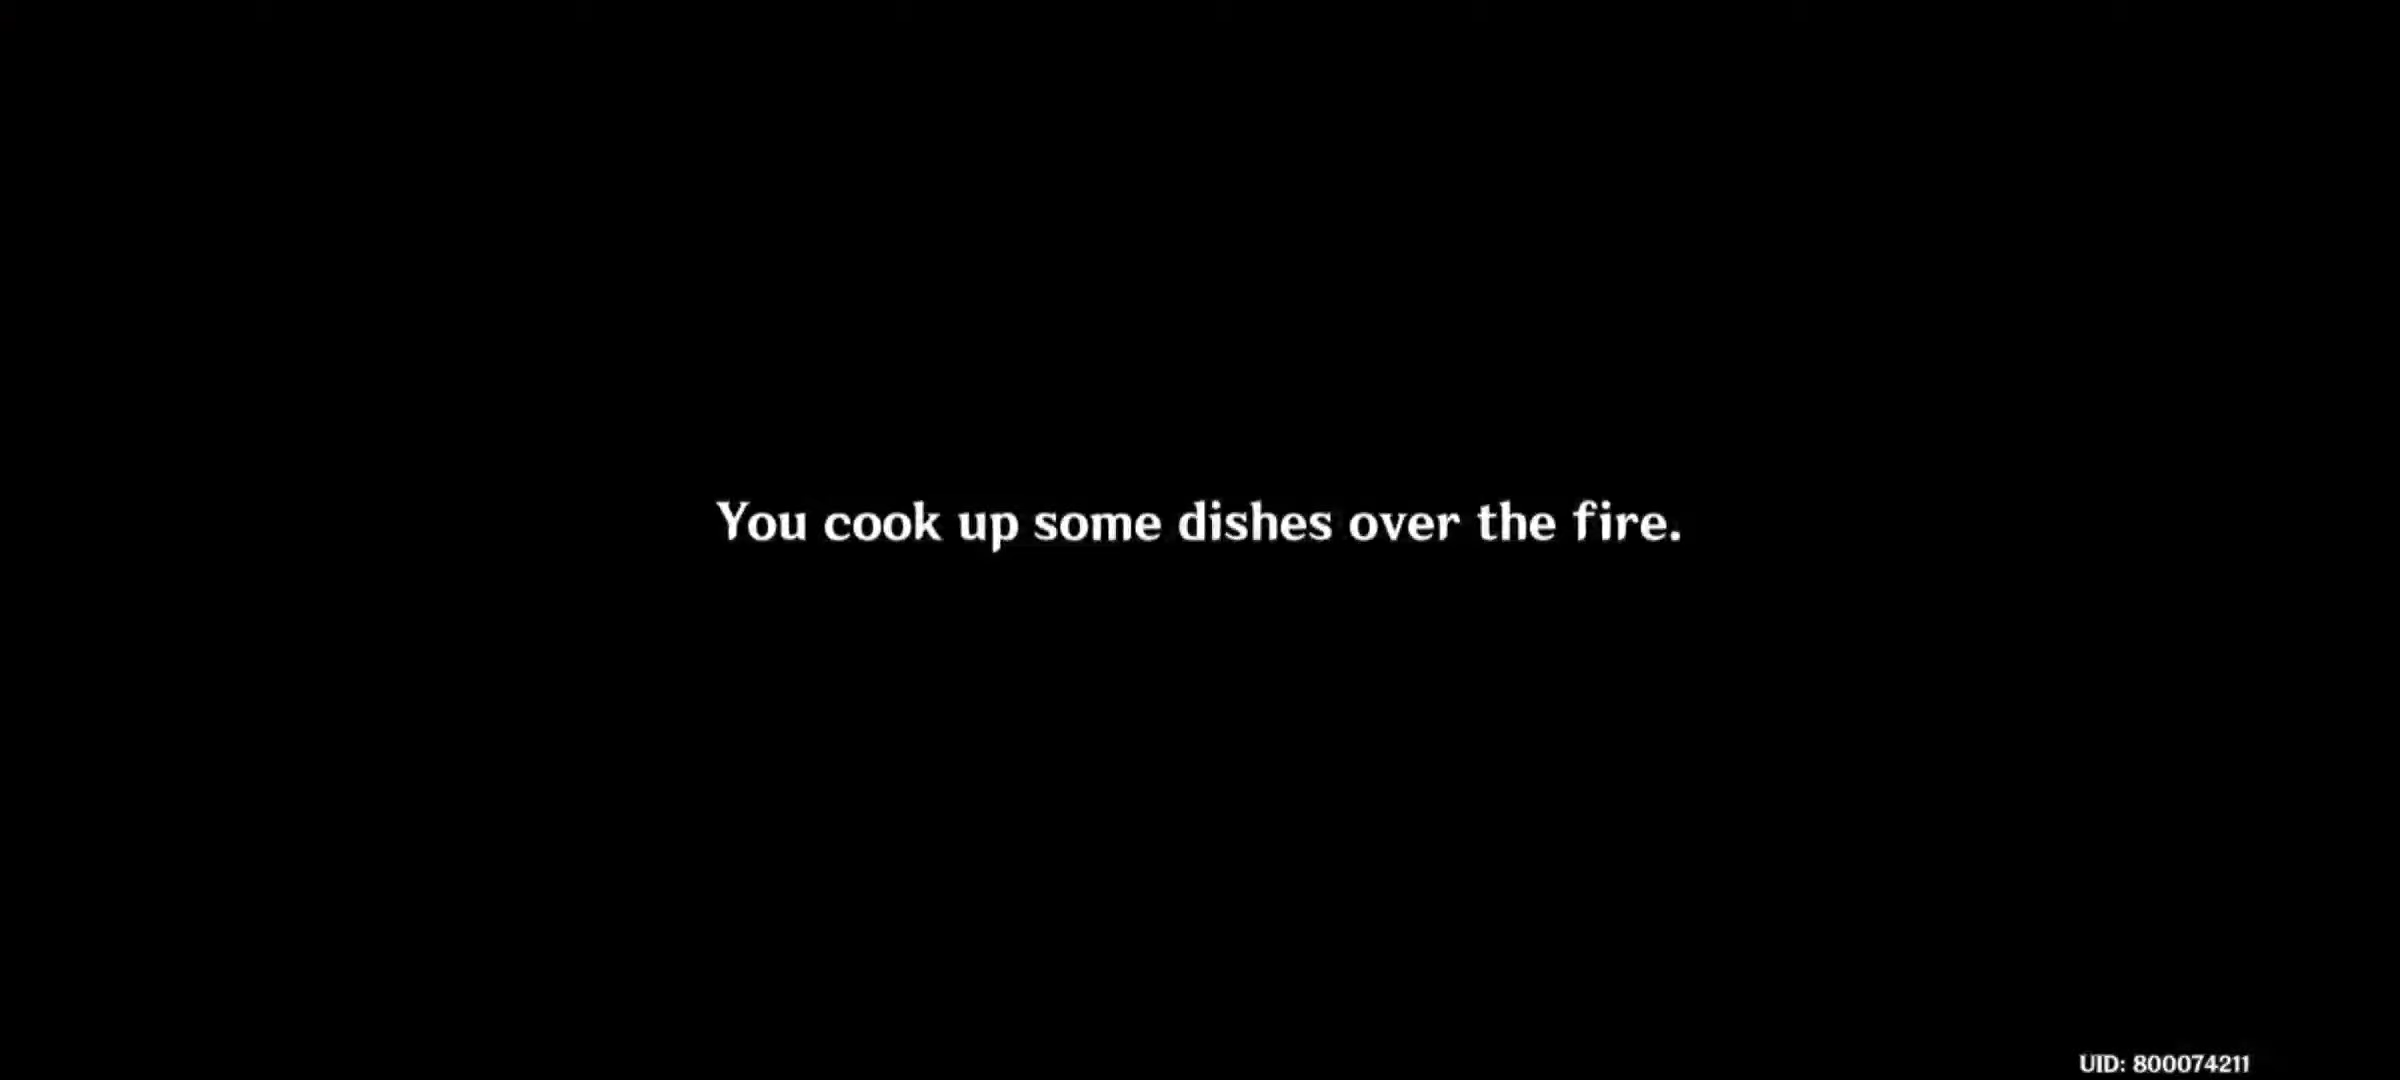 You cook up some dishes over the fire.
UID: 800074211